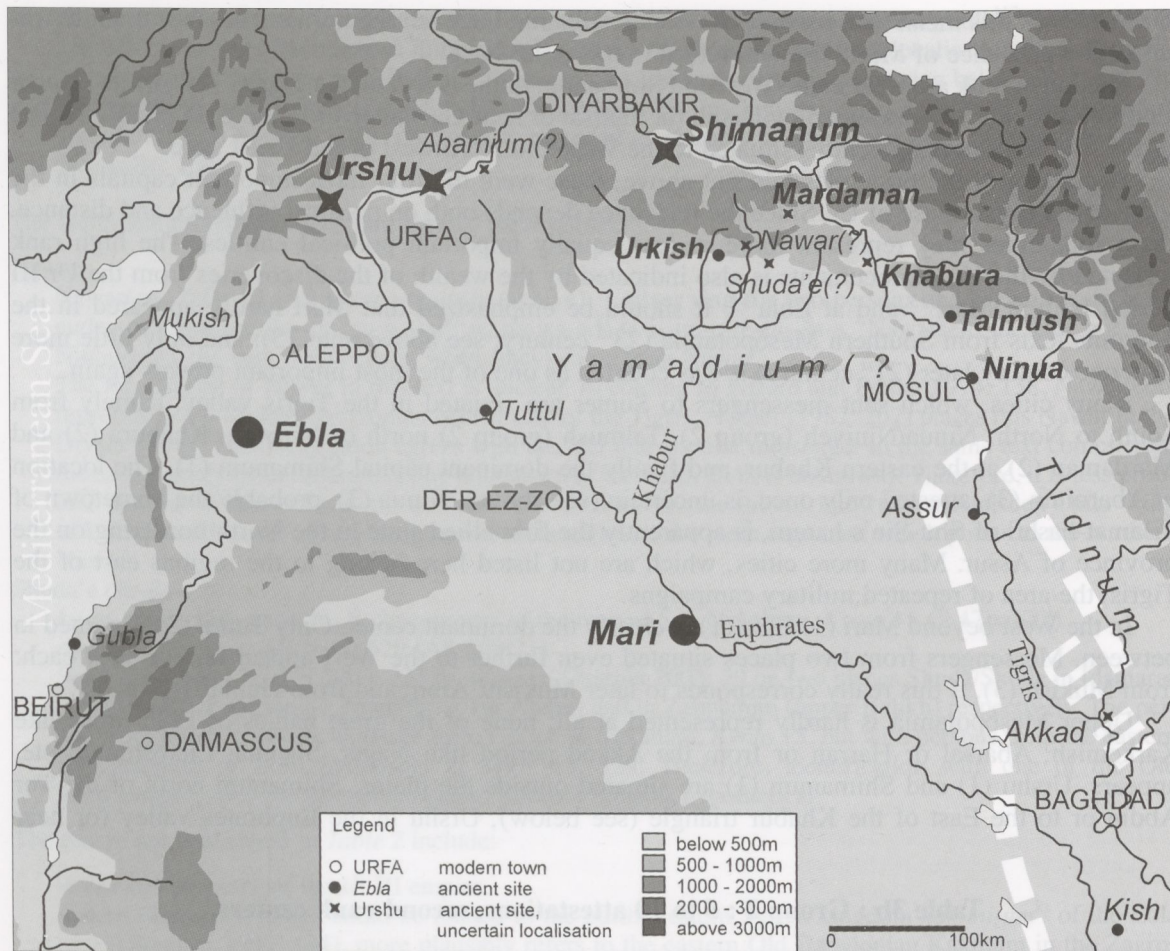 DIYARBAKIR
Shimanum
Abarnium(?)
Urshu
Mardaman
URFA
Urkish
Nawar(?)
Khabura
Shuda'e(?)
Mukish
Talmush
ALEPPO
Yamadium(?)
Ninua
MOSUL
Tuttul
Ebla
Khabur
DER-EZ-ZOR
Tidnum
Assur
Mediterranean Sea
Mari
Euphrates
Gubla
Tigris
BEIRUT
DAMASCUS
Akkad
BAGHDAD
Legend
URFA modern town
Ebla ancient site
Urshu ancient site,
uncertain localisation
below 500m
500 - 1000m
1000 - 2000m
2000 - 3000m
above 3000m
0 100km
Kish